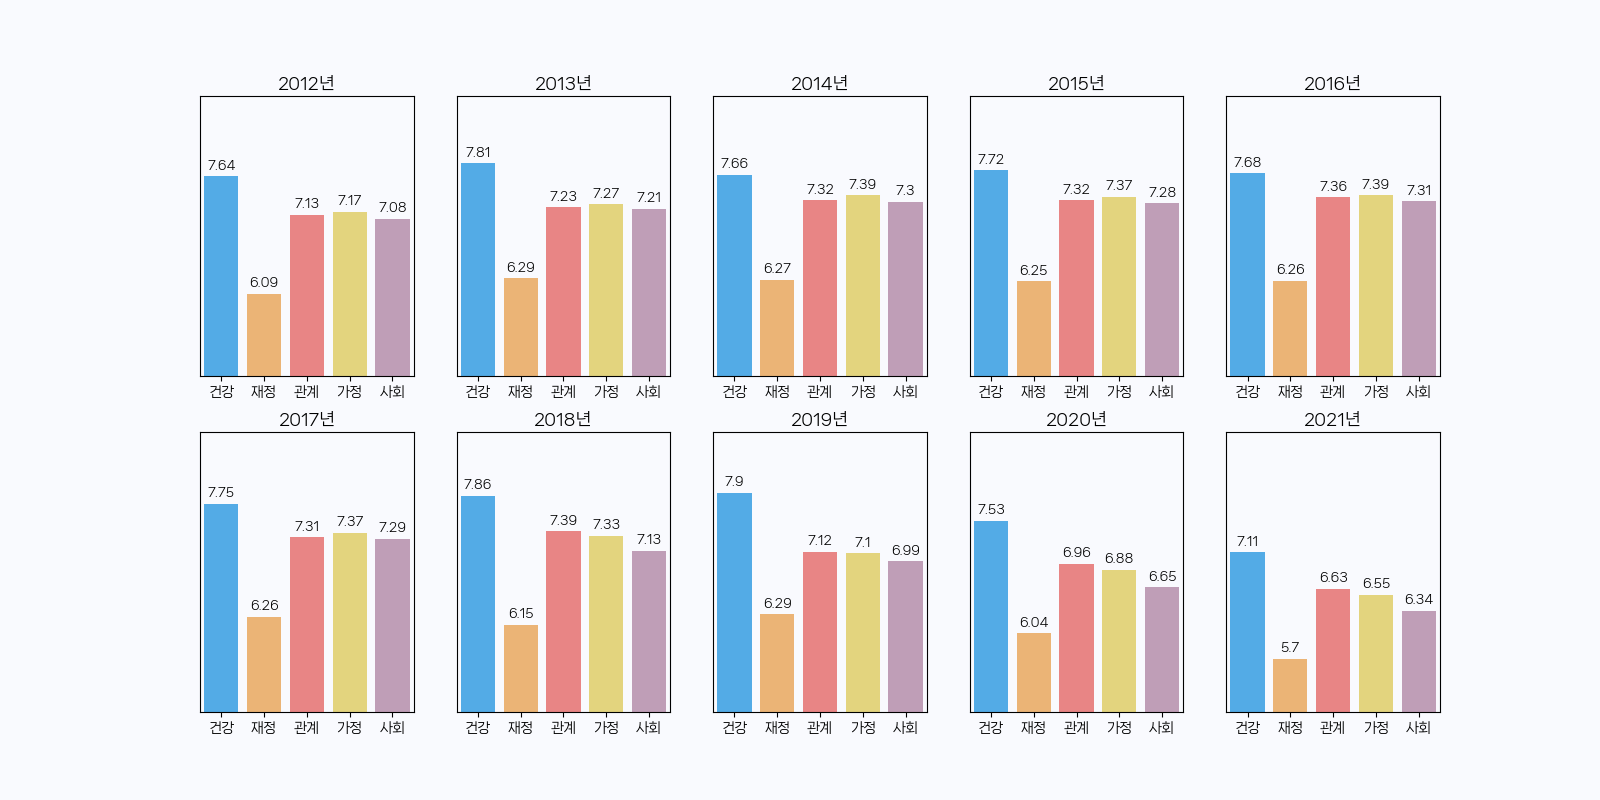 2012년 2013년 2014년 2015년 2016년
7.64 6.09 7.13 7.17 7.08
7.81 6.29 7.23 7.27 7.21
7.66 6.27 7.32 7.39 7.3
7.72 6.25 7.32 7.37 7.28
7.68 6.26 7.36 7.39 7.31
건강 재정 관계 가정 사회 건강 재정 관계 가정 사회 건강 재정 관계 가정 사회 건강 재정 관계 가정 사회 건강 재정 관계 가정 사회
2017년 2018년 2019년 2020년 2021년
7.75 6.26 7.31 7.37 7.29
7.86 6.15 7.39 7.33 7.13
7.9 6.29 7.12 7.1 6.99
7.53 6.04 6.96 6.88 6.65
7.11 5.7 6.63 6.55 6.34
건강 재정 관계 가정 사회 건강 재정 관계 가정 사회 건강 재정 관계 가정 사회 건강 재정 관계 가정 사회 건강 재정 관계 가정 사회